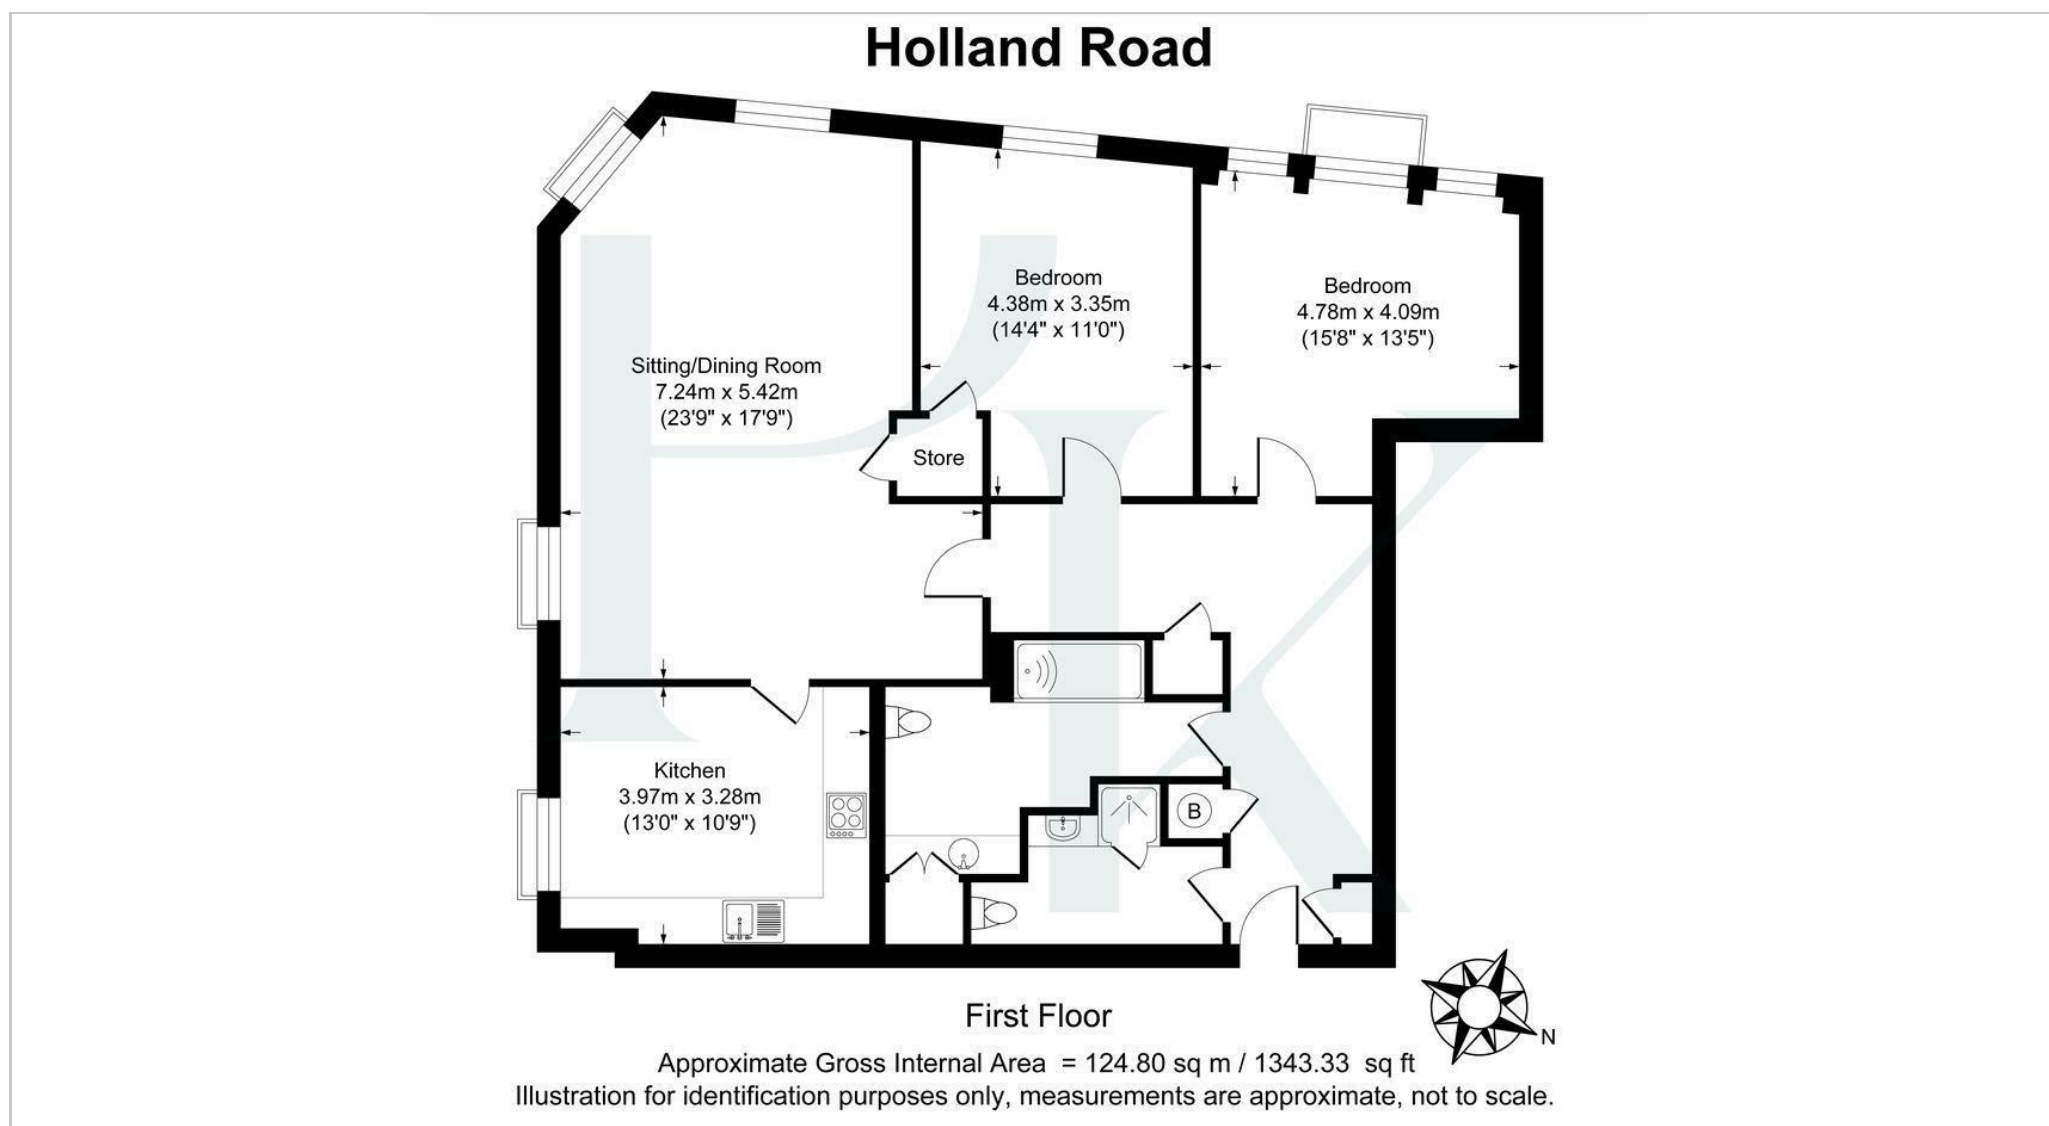 Holland Road
Bedroom
4.38m x 3.35m
(14'4" x 11'0")
Bedroom
4.78m x 4.09m
(15'8" x 13'5")
Sitting/Dining Room
7.24m x 5.42m
(23'9" x 17'9")
Store
Kitchen
3.97m x 3.28m
(13'0" x 10'9")
B
N
First Floor
Approximate Gross Internal Area = 124.80 sq m / 1343.33 sq ft
Illustration for identification purposes only, measurements are approximate, not to scale.